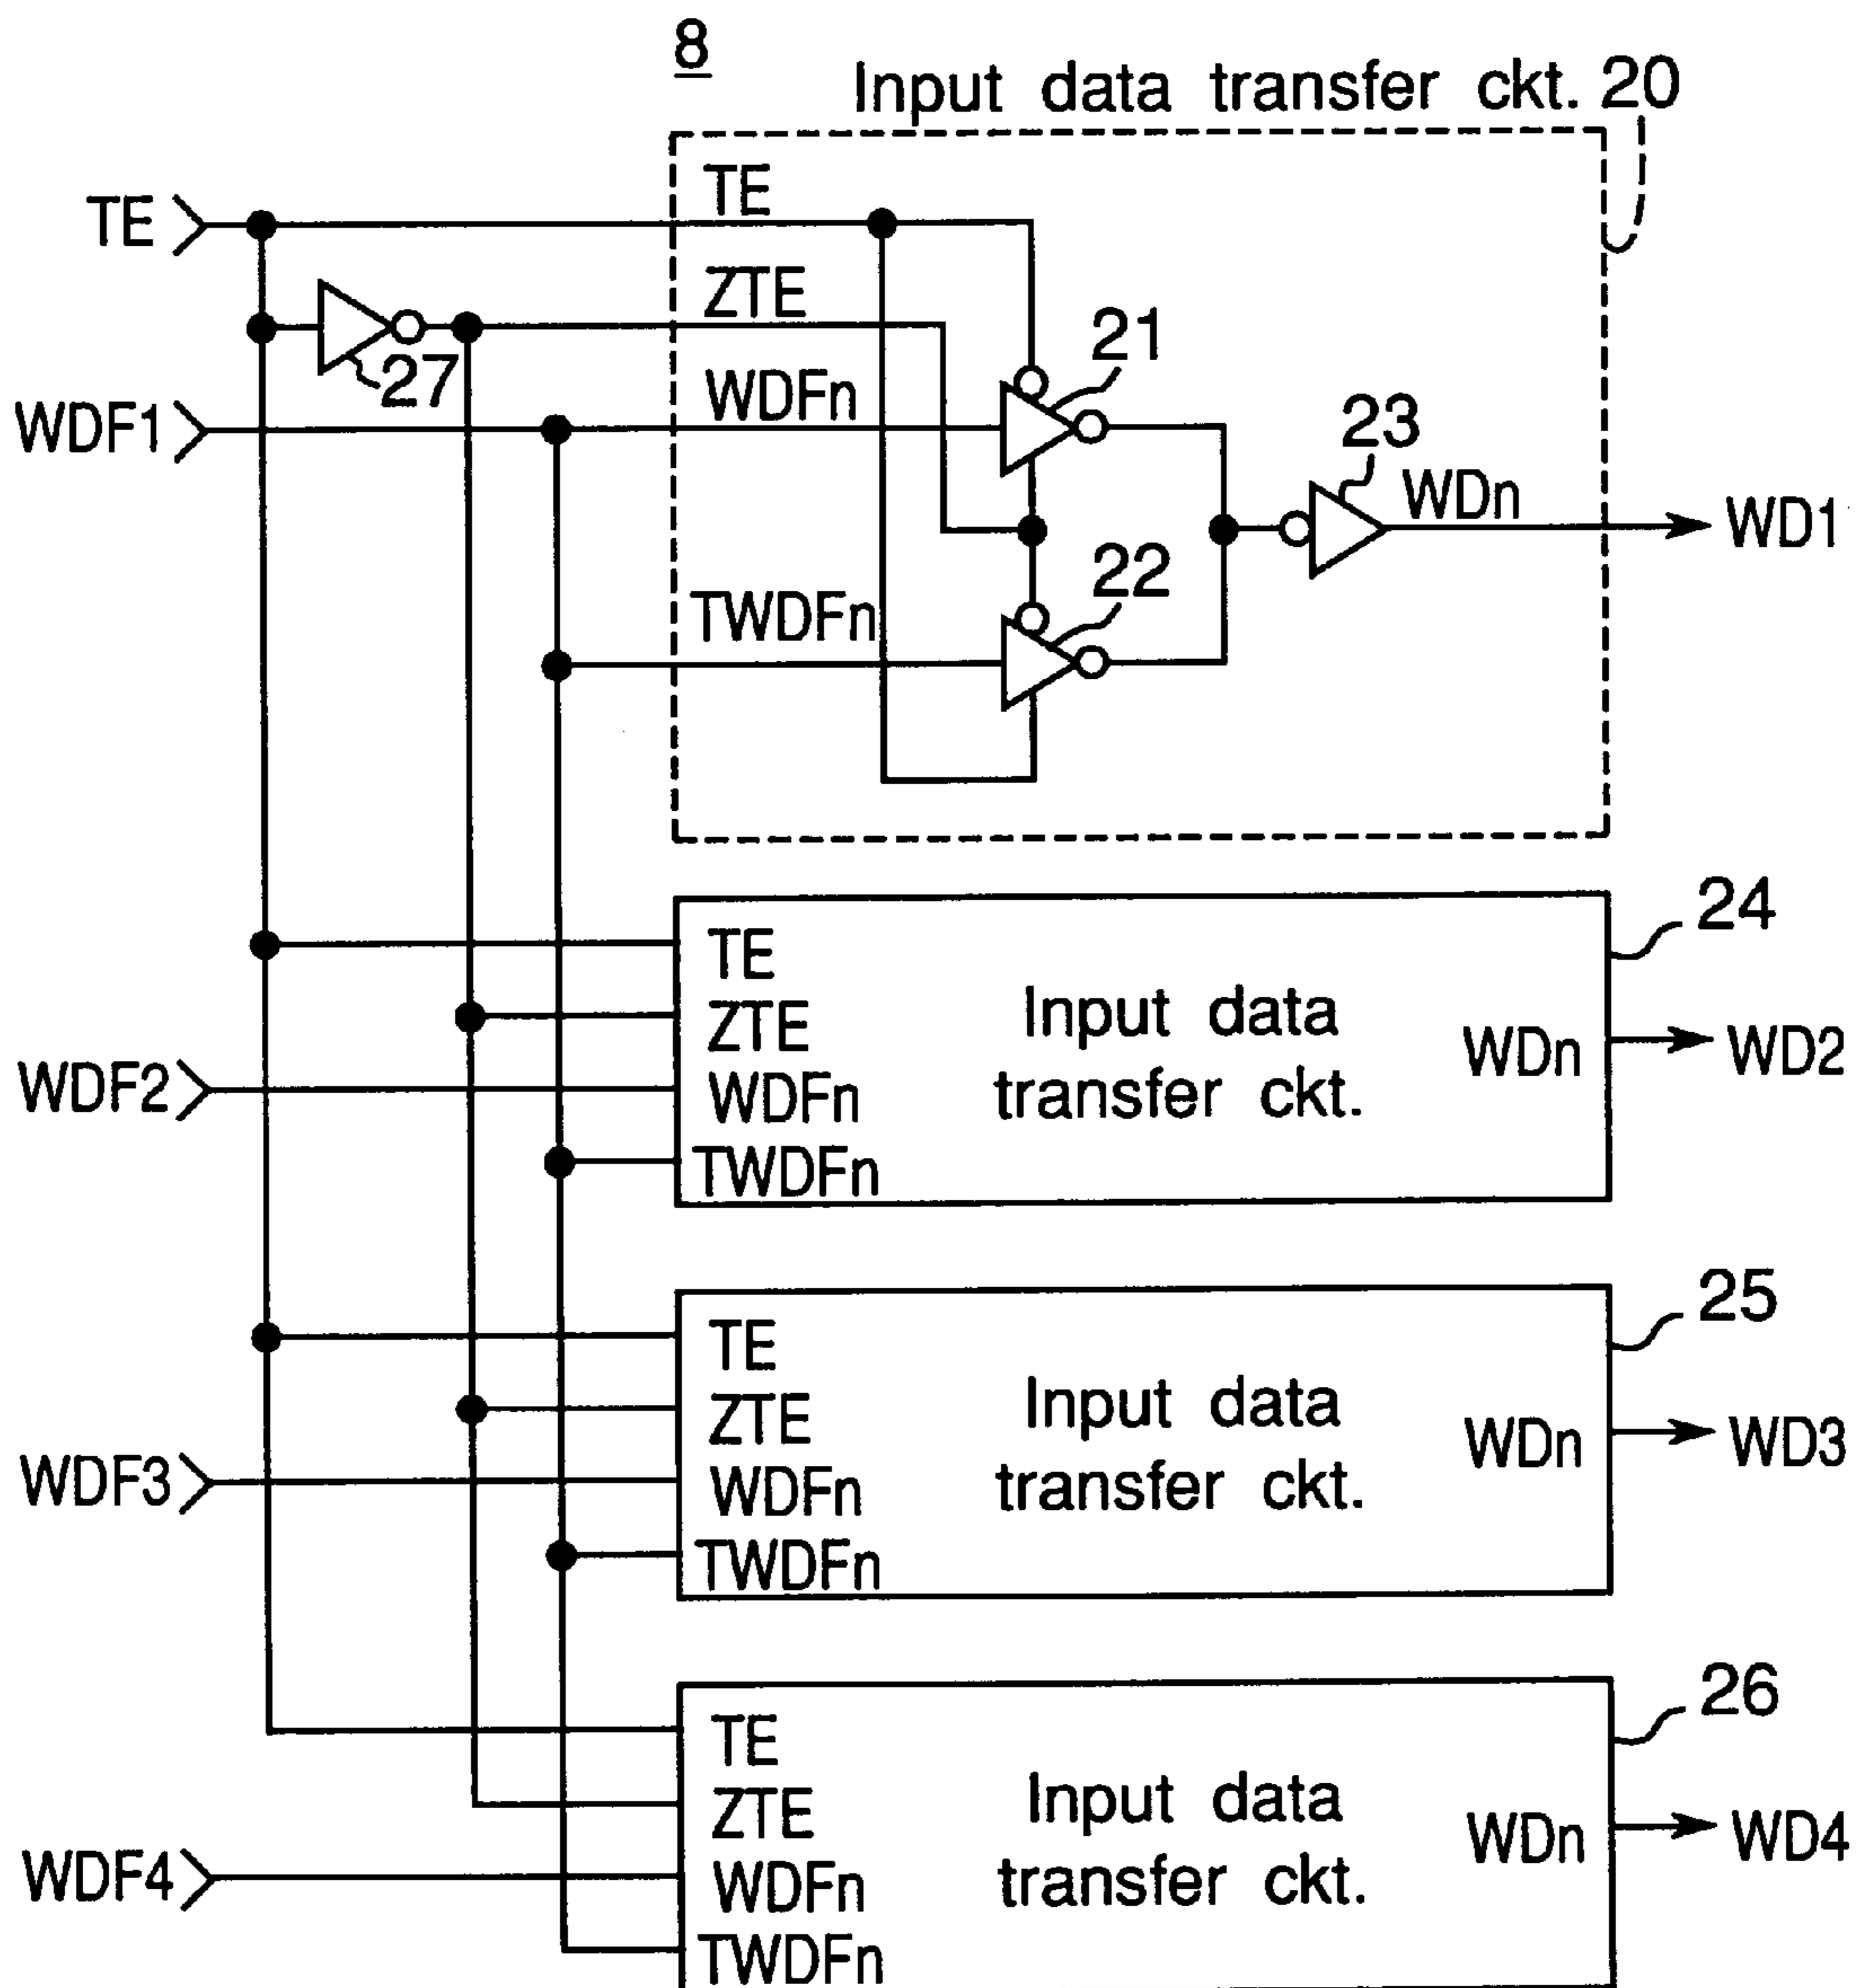 8
Input data transfer ckt. 20
TE
TE
ZTE
27
WDF1
WDFn
21
23
WDn
WD1
TWDFn
22
24
TE
ZTE
Input data
transfer ckt.
WDn
WD2
WDF2
WDFn
TWDFn
25
TE
ZTE
Input data
transfer ckt.
WDn
WD3
WDF3
WDFn
TWDFn
26
TE
ZTE
Input data
transfer ckt.
WDn
WD4
WDF4
WDFn
TWDFn